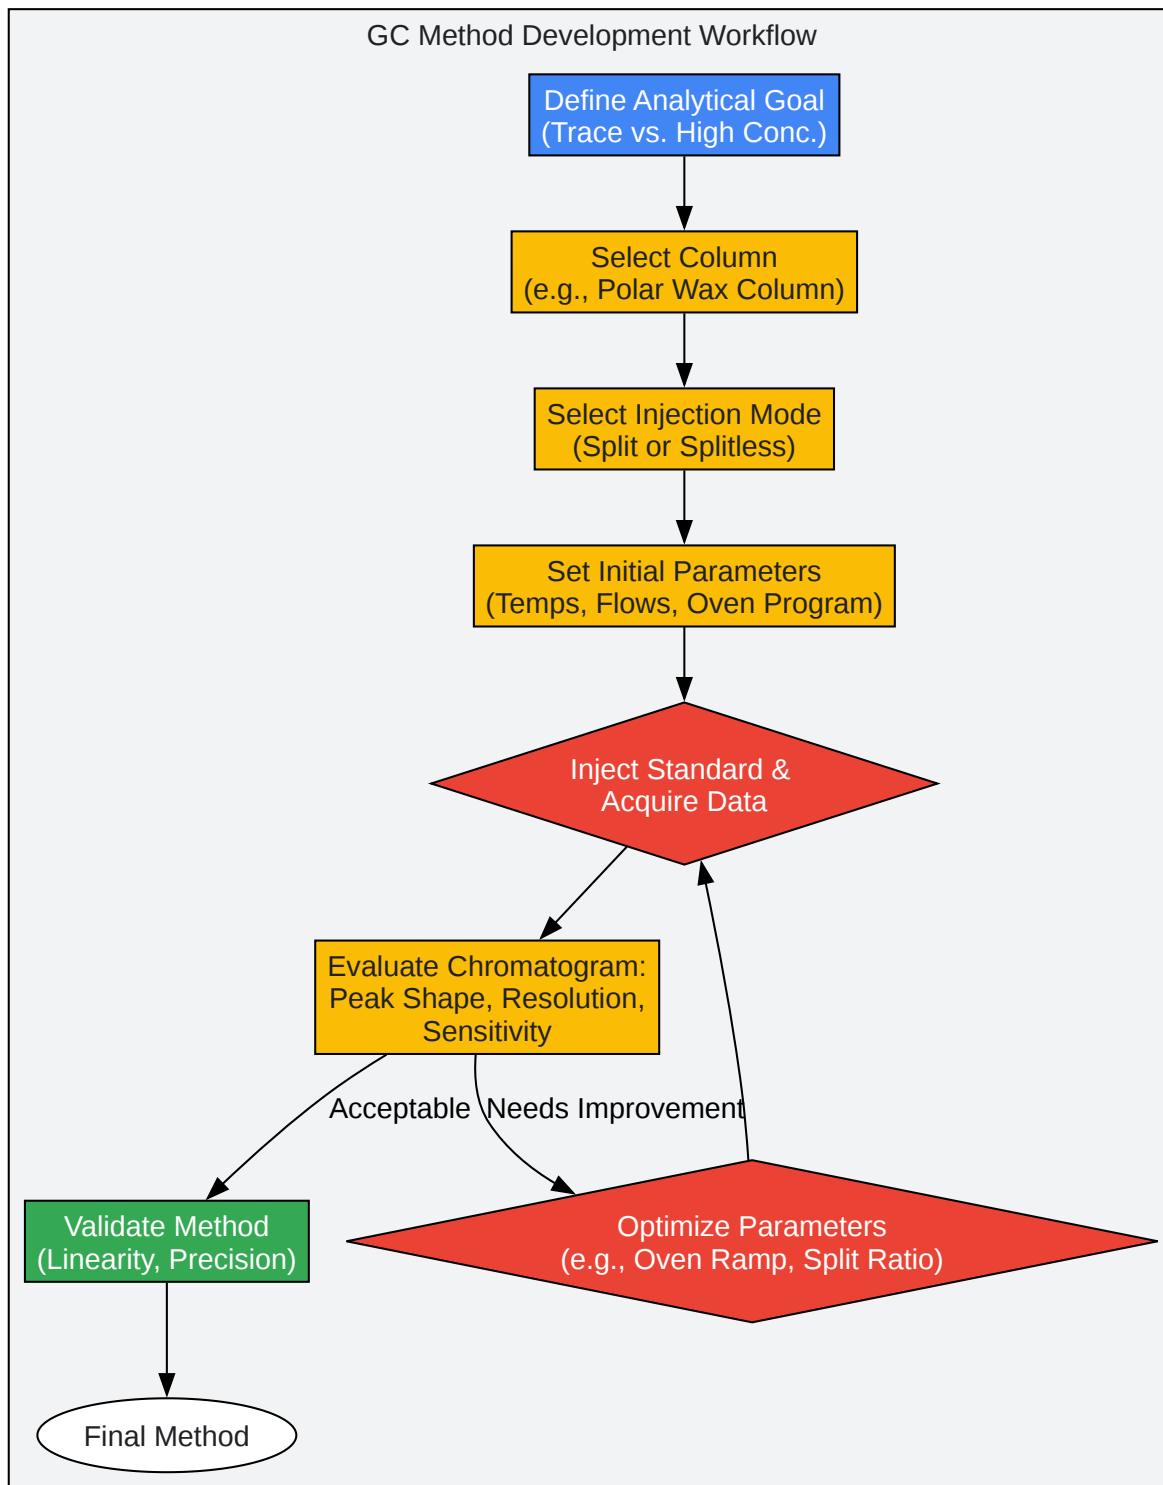 GC Method Development Workflow
Define Analytical Goal
(Trace vs. High Conc.)
Select Column
(e.g., Polar Wax Column)
Select Injection Mode
(Split or Splitless)
Set Initial Parameters
(Temps, Flows, Oven Program)
Inject Standard &
Acquire Data
Evaluate Chromatogram:
Peak Shape, Resolution,
Sensitivity
Acceptable
Needs Improvement
Validate Method
(Linearity, Precision)
Optimize Parameters
(e.g., Oven Ramp, Split Ratio)
Final Method